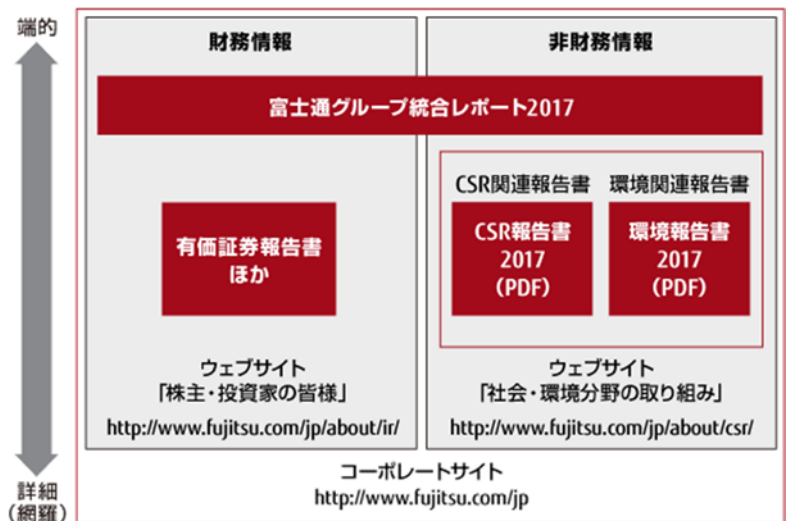 端的
財務情報
非財務情報
富士通グループ統合レポート2017
CSR関連報告書
環境関連報告書
有価証券報告書
ほか
CSR報告書
2017
(PDF)
環境報告書
2017
(PDF)
ウェブサイト
「株主・投資家の皆様」
http://www.fujitsu.com/jp/about/ir/
ウェブサイト
「社会・環境分野の取り組み」
http://www.fujitsu.com/jp/about/csr/
詳細
(網羅)
コーポレートサイト
http://www.fujitsu.com/jp